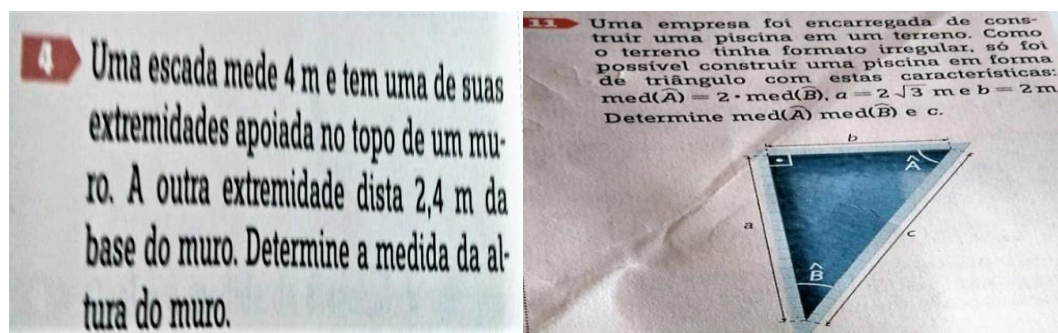 4
Uma escada mede 4 m e tem uma de suas
extremidades apoiada no topo de um mu-
ro. A outra extremidade dista 2,4 m da
base do muro. Determine a medida da al-
tura do muro.
11
Uma empresa foi encarregada de cons-
truir uma piscina em um terreno. Como
o terreno tinha formato irregular, só foi
possível construir uma piscina em forma
de triângulo com estas características:
med(Â) = 2 · med(B̂), a = 2√3 m e b = 2 m
Determine med(Â) med(B̂) e c.
b
Â
a
c
B̂